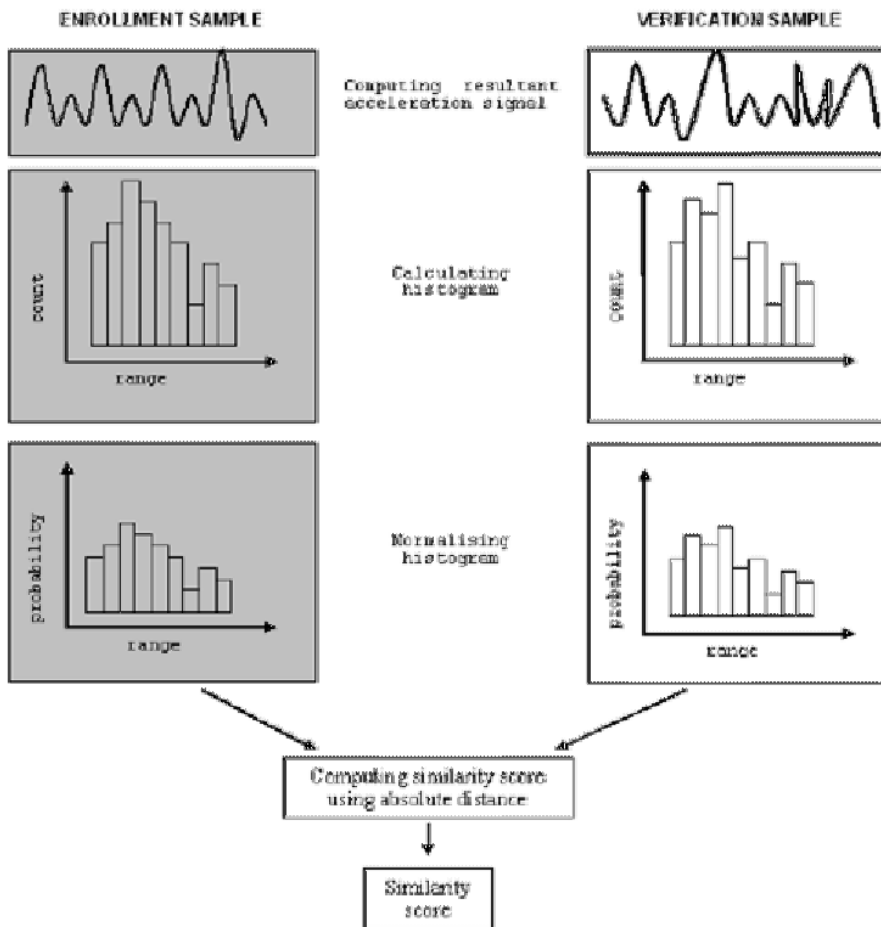 ENROLLMENT SAMPLE
VERIFICATION SAMPLE
Computing resultant
acceleration signal
count
range
Calculating
histogram
count
range
probability
range
Normalising
histogram
probability
range
Computing similarity score
using absolute distance
Similarity
score